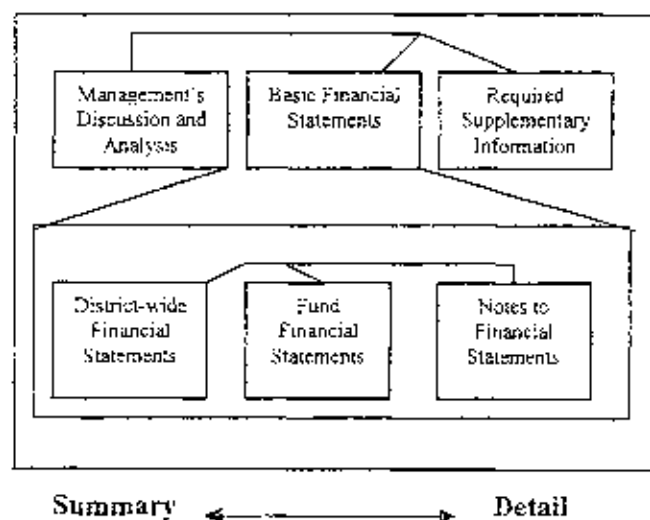 Management's
Discussion and
Analysis
Basic Financial
Statements
Required
Supplementary
Information
District-wide
Financial
Statements
Fund
Financial
Statements
Notes to
Financial
Statements
Summary
Detail